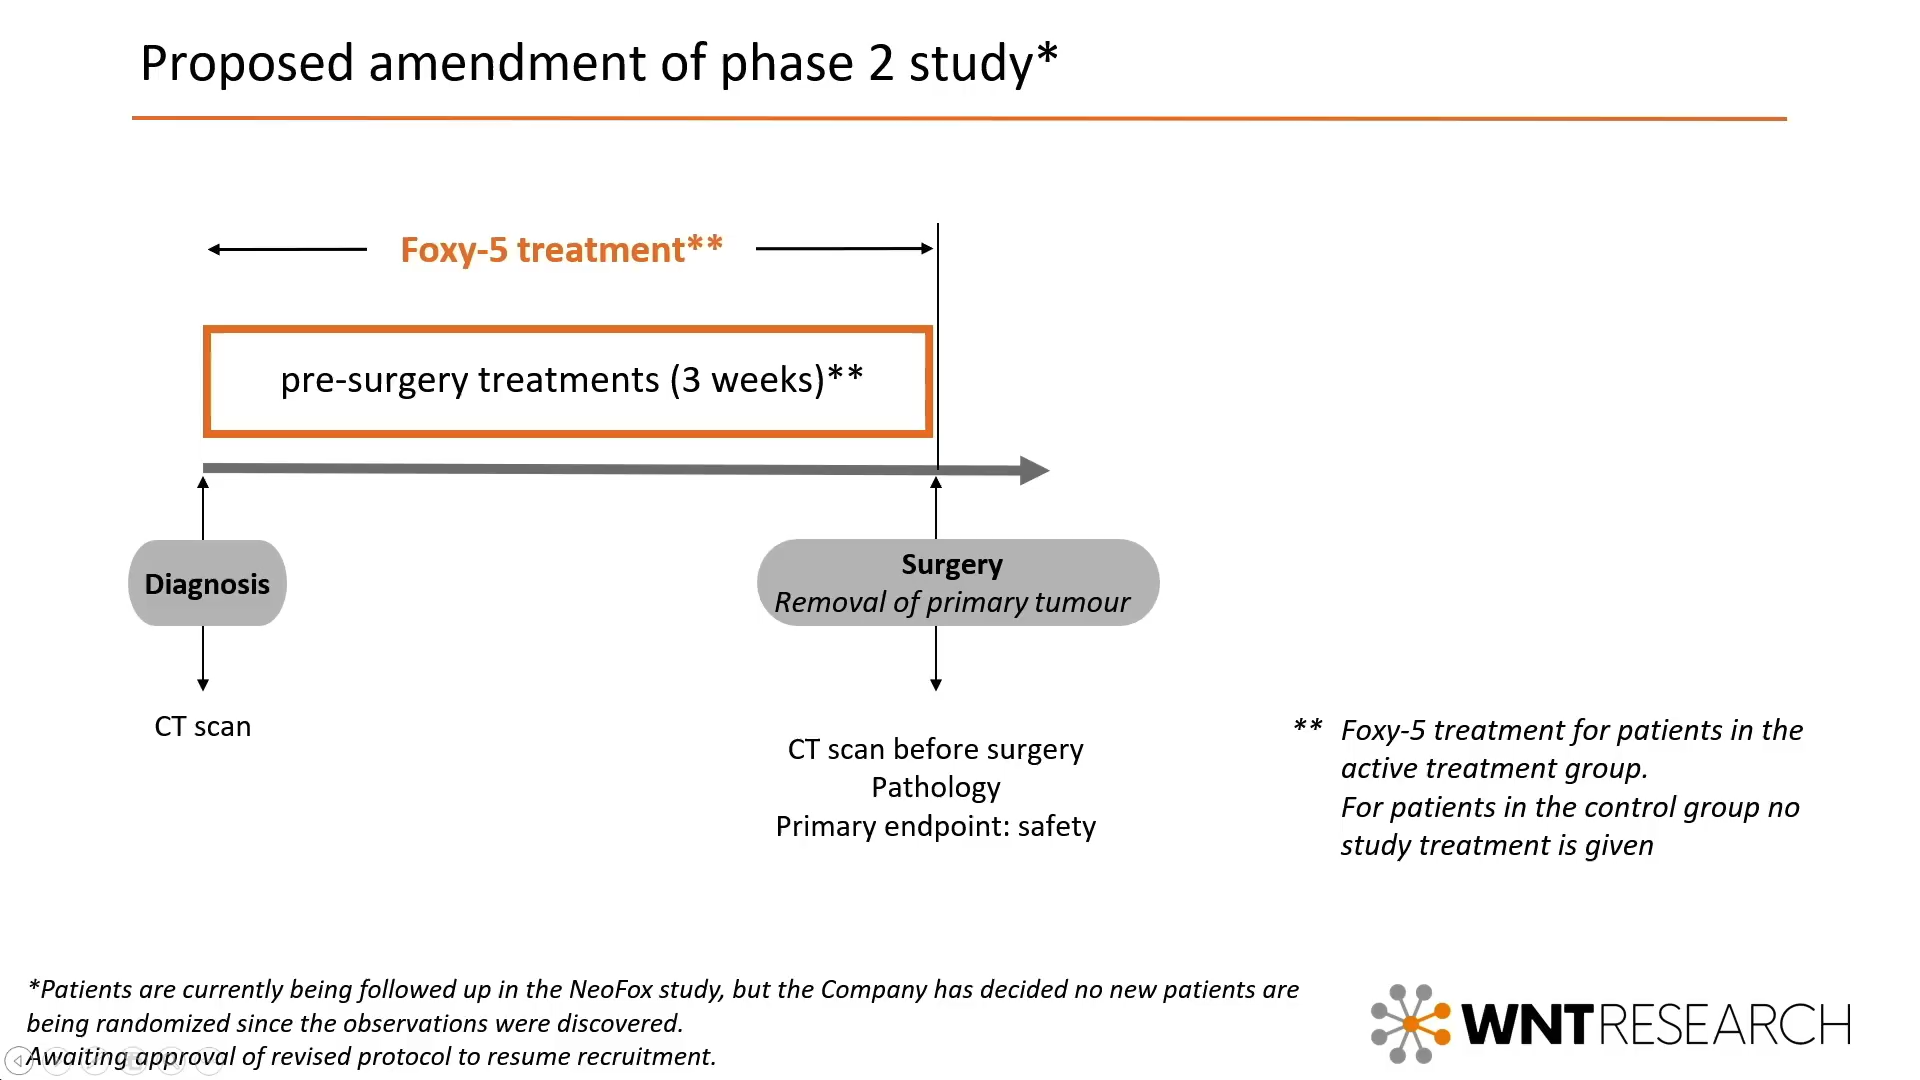 Proposed amendment of phase 2 study*
Foxy-5 treatment**
pre-surgery treatments (3 weeks)**
Diagnosis
Surgery
Removal of primary tumour
CT scan
CT scan before surgery
Pathology
Primary endpoint: safety
** Foxy-5 treatment for patients in the
active treatment group.
For patients in the control group no
study treatment is given
*Patients are currently being followed up in the NeoFox study, but the Company has decided no new patients are
being randomized since the observations were discovered.
Awaiting approval of revised protocol to resume recruitment.
WNTRESEARCH